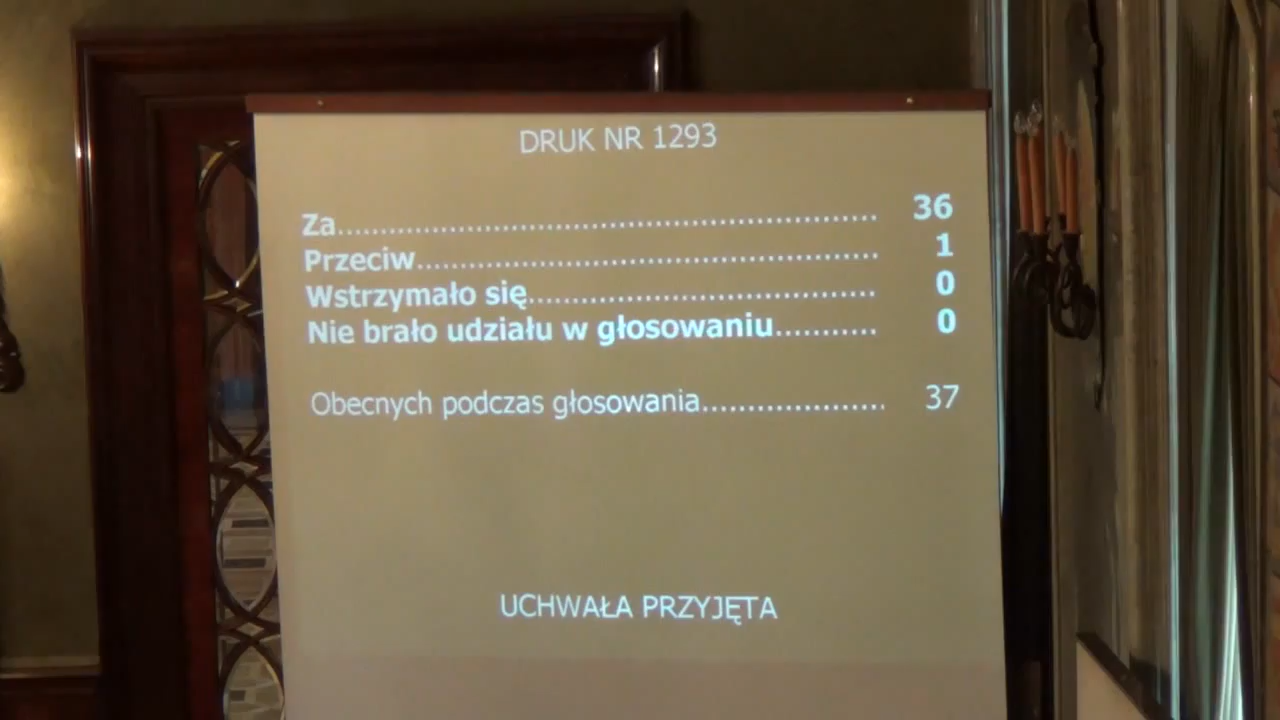 DRUK NR 1293
Za............................................................ 36
Przeciw.................................................... 1
Wstrzymało się....................................... 0
Nie brało udziału w głosowaniu........... 0
Obecnych podczas głosowania.................... 37
UCHWAŁA PRZYJĘTA